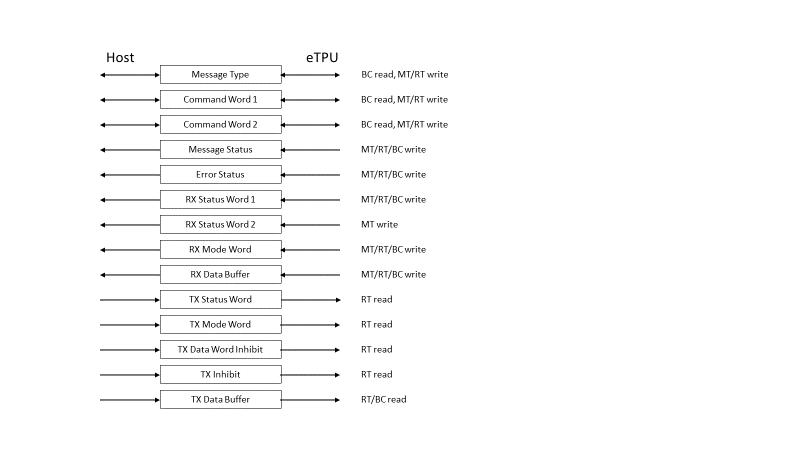 Host eTPU
Message Type BC read, MT/RT write
Command Word 1 BC read, MT/RT write
Command Word 2 BC read, MT/RT write
Message Status MT/RT/BC write
Error Status MT/RT/BC write
RX Status Word 1 MT/RT/BC write
RX Status Word 2 MT write
RX Mode Word MT/RT/BC write
RX Data Buffer MT/RT/BC write
TX Status Word RT read
TX Mode Word RT read
TX Data Word Inhibit RT read
TX Inhibit RT read
TX Data Buffer RT/BC read